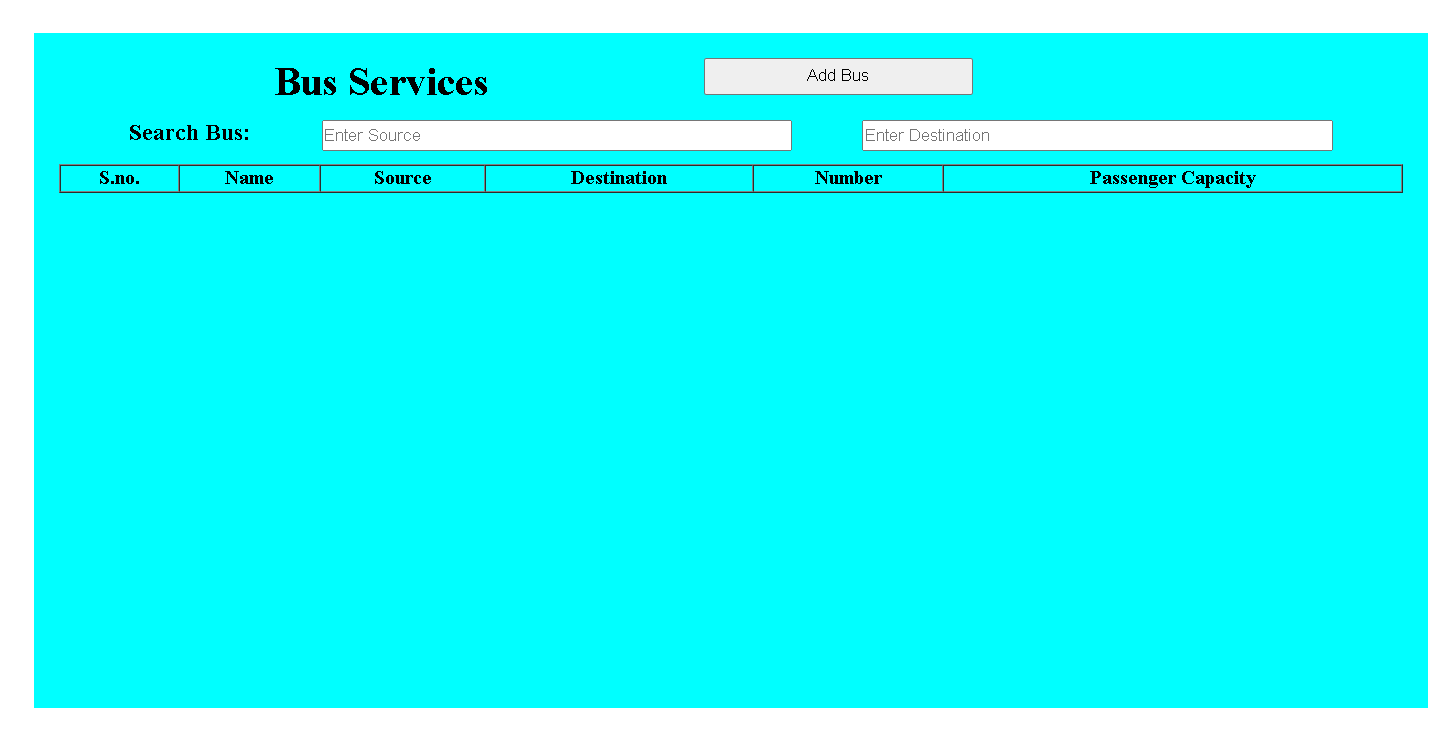 Bus Services Add Bus
Search Bus: Enter Source Enter Destination
S.no. Name Source Destination Number Passenger Capacity